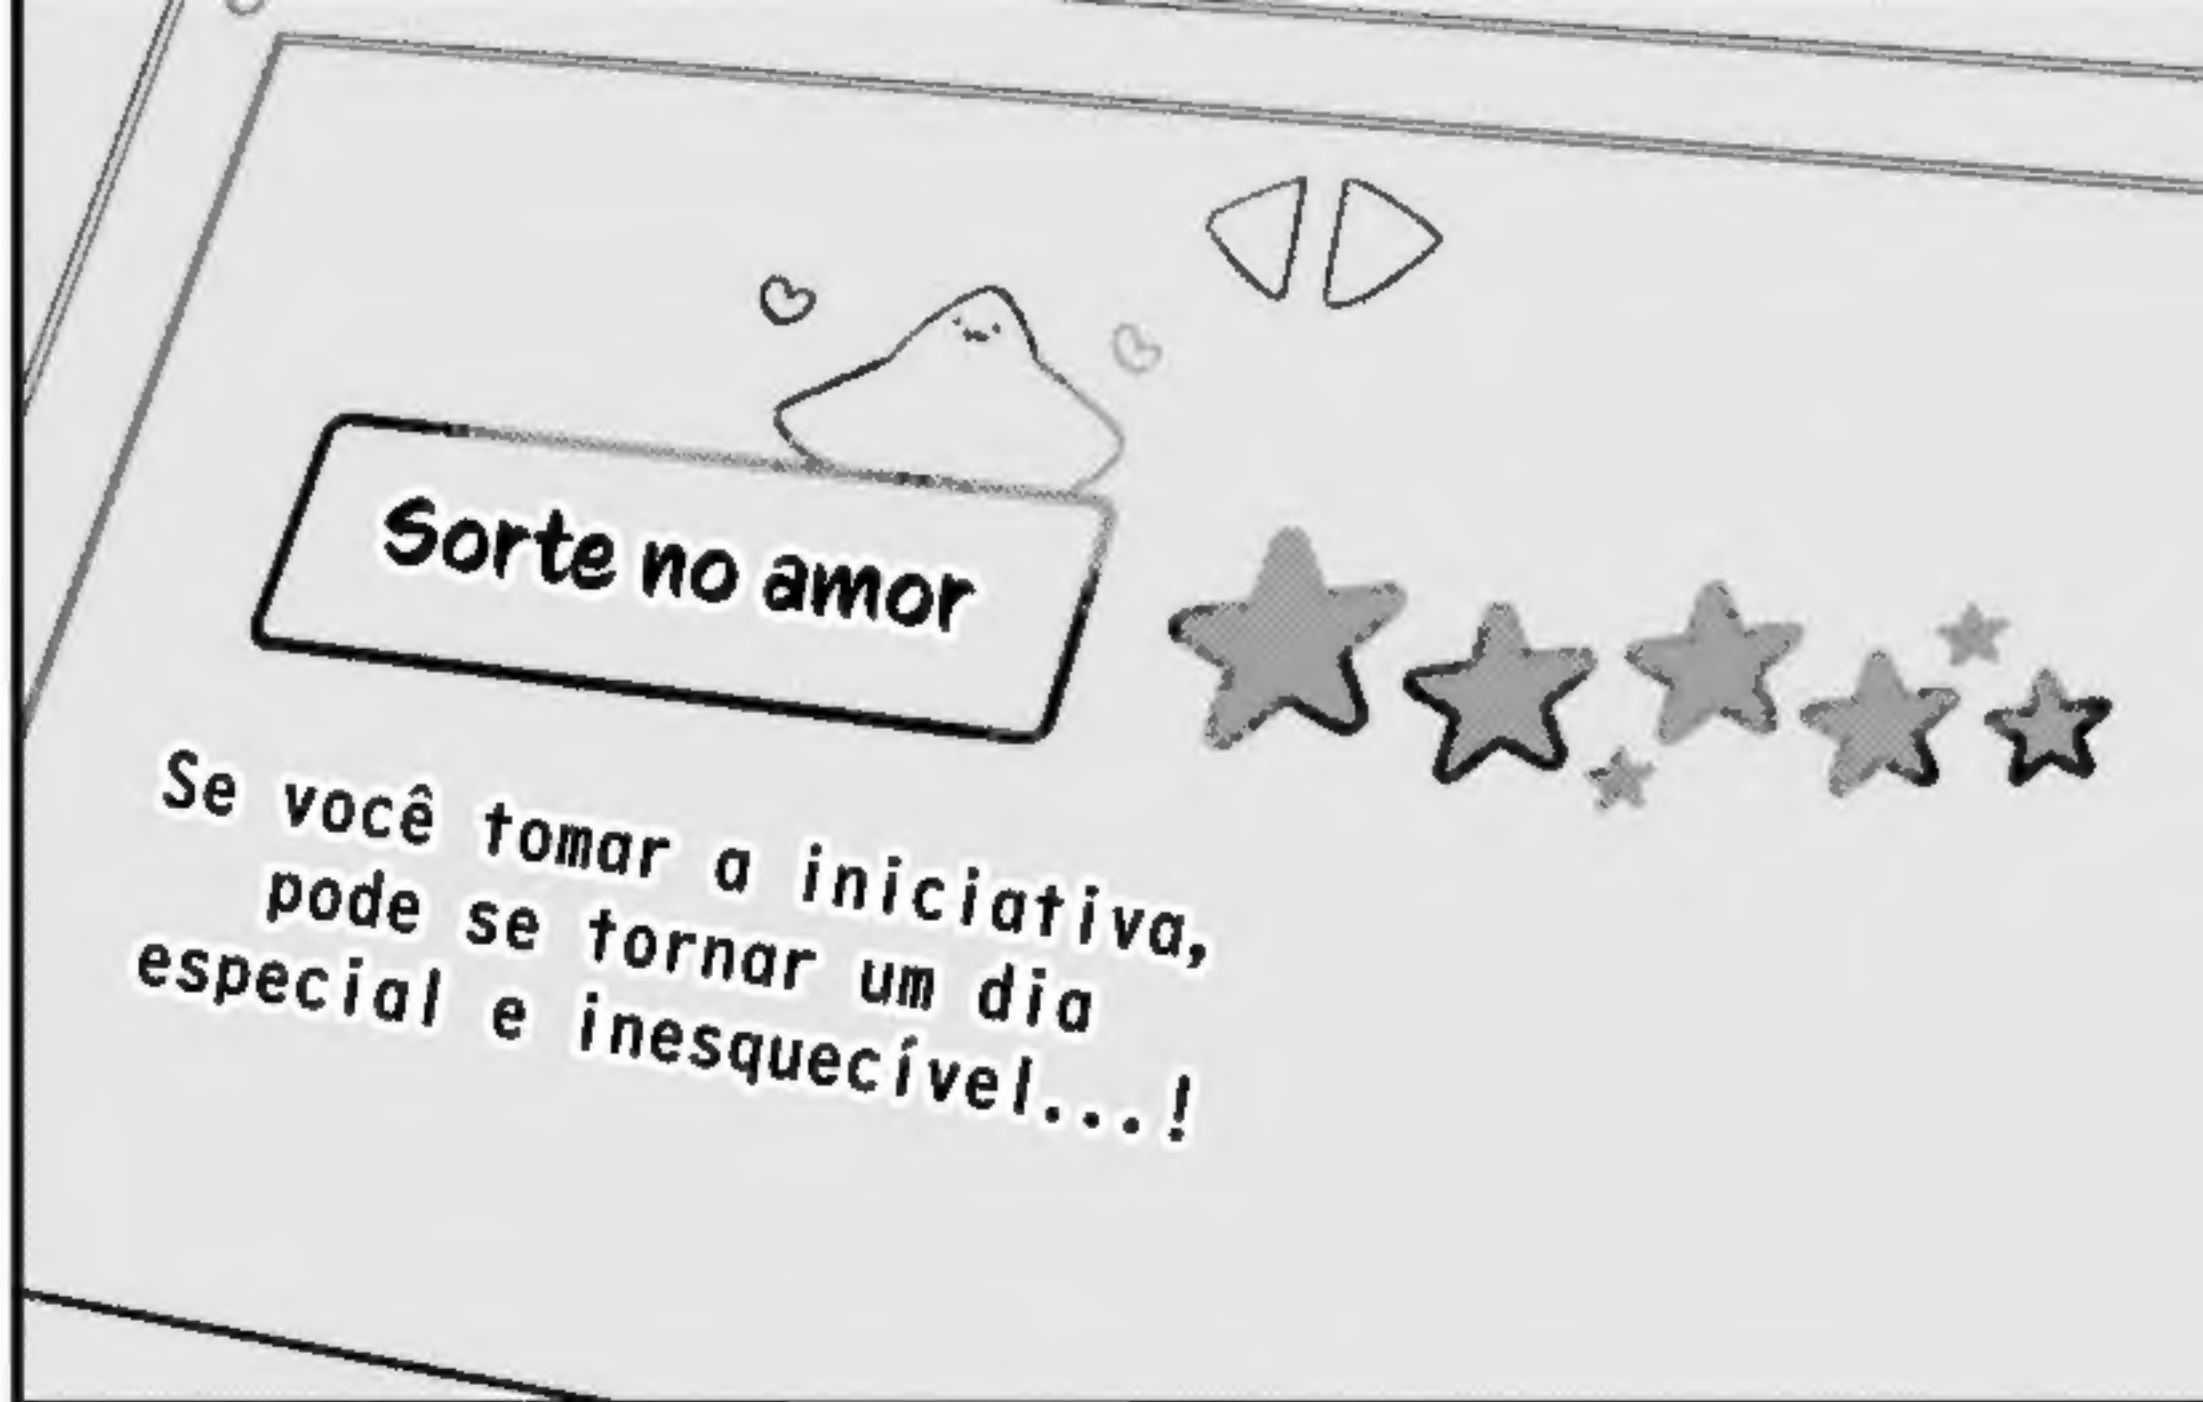 Sorte no amor
Se você tomar a iniciativa,
pode se tornar um dia
especial e inesquecível...!